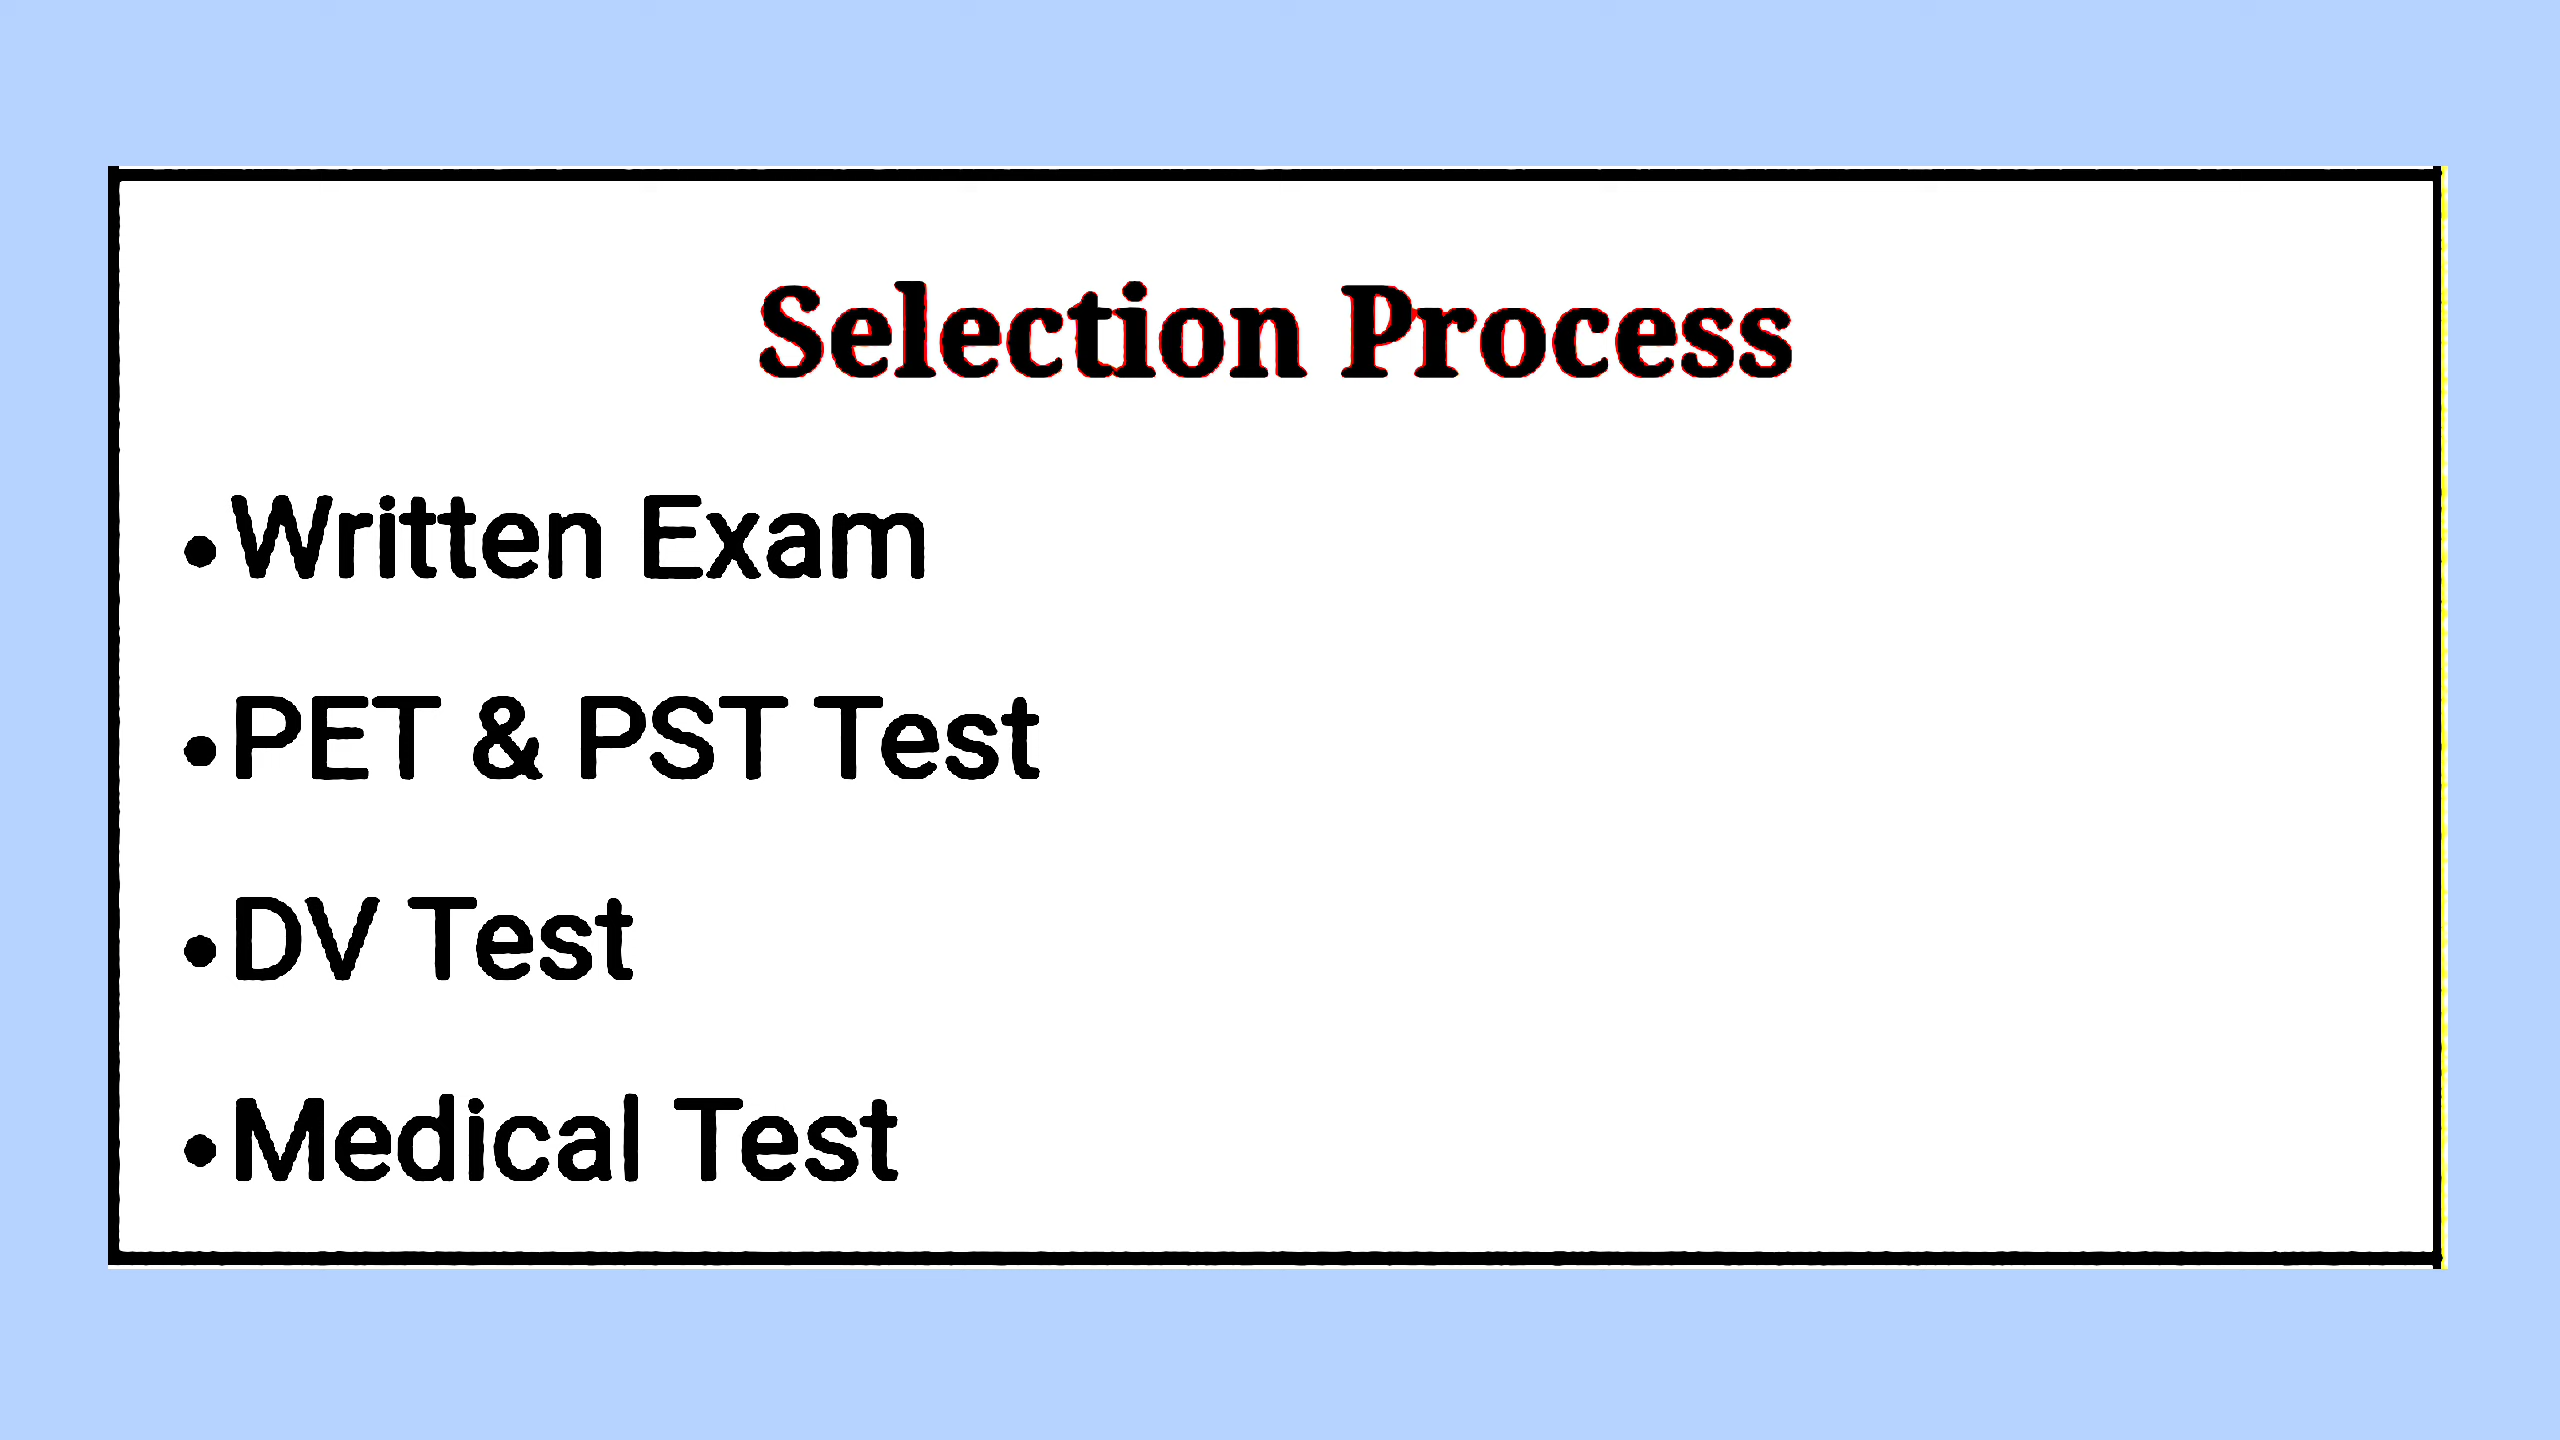 Selection Process
•Written Exam
•PET & PST Test
•DV Test
•Medical Test